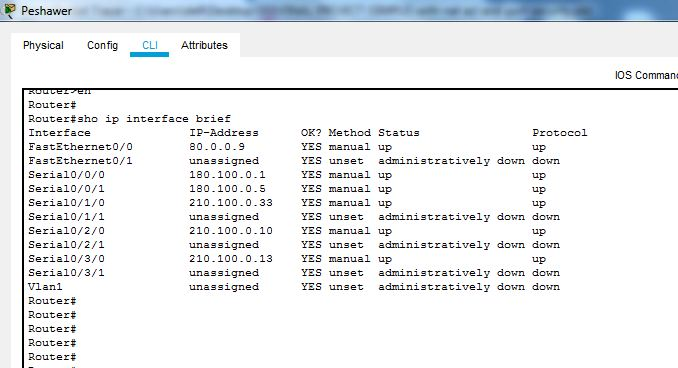 Peshawer
Physical Config CLI Attributes
IOS Comman
Router>en
Router#
Router#sho ip interface brief
Interface IP-Address OK? Method Status Protocol
FastEthernet0/0 80.0.0.9 YES manual up up
FastEthernet0/1 unassigned YES unset administratively down down
Serial0/0/0 180.100.0.1 YES manual up up
Serial0/0/1 180.100.0.5 YES manual up up
Serial0/1/0 210.100.0.33 YES manual up up
Serial0/1/1 unassigned YES unset administratively down down
Serial0/2/0 210.100.0.10 YES manual up up
Serial0/2/1 unassigned YES unset administratively down down
Serial0/3/0 210.100.0.13 YES manual up up
Serial0/3/1 unassigned YES unset administratively down down
Vlan1 unassigned YES unset administratively down down
Router#
Router#
Router#
Router#
Router#